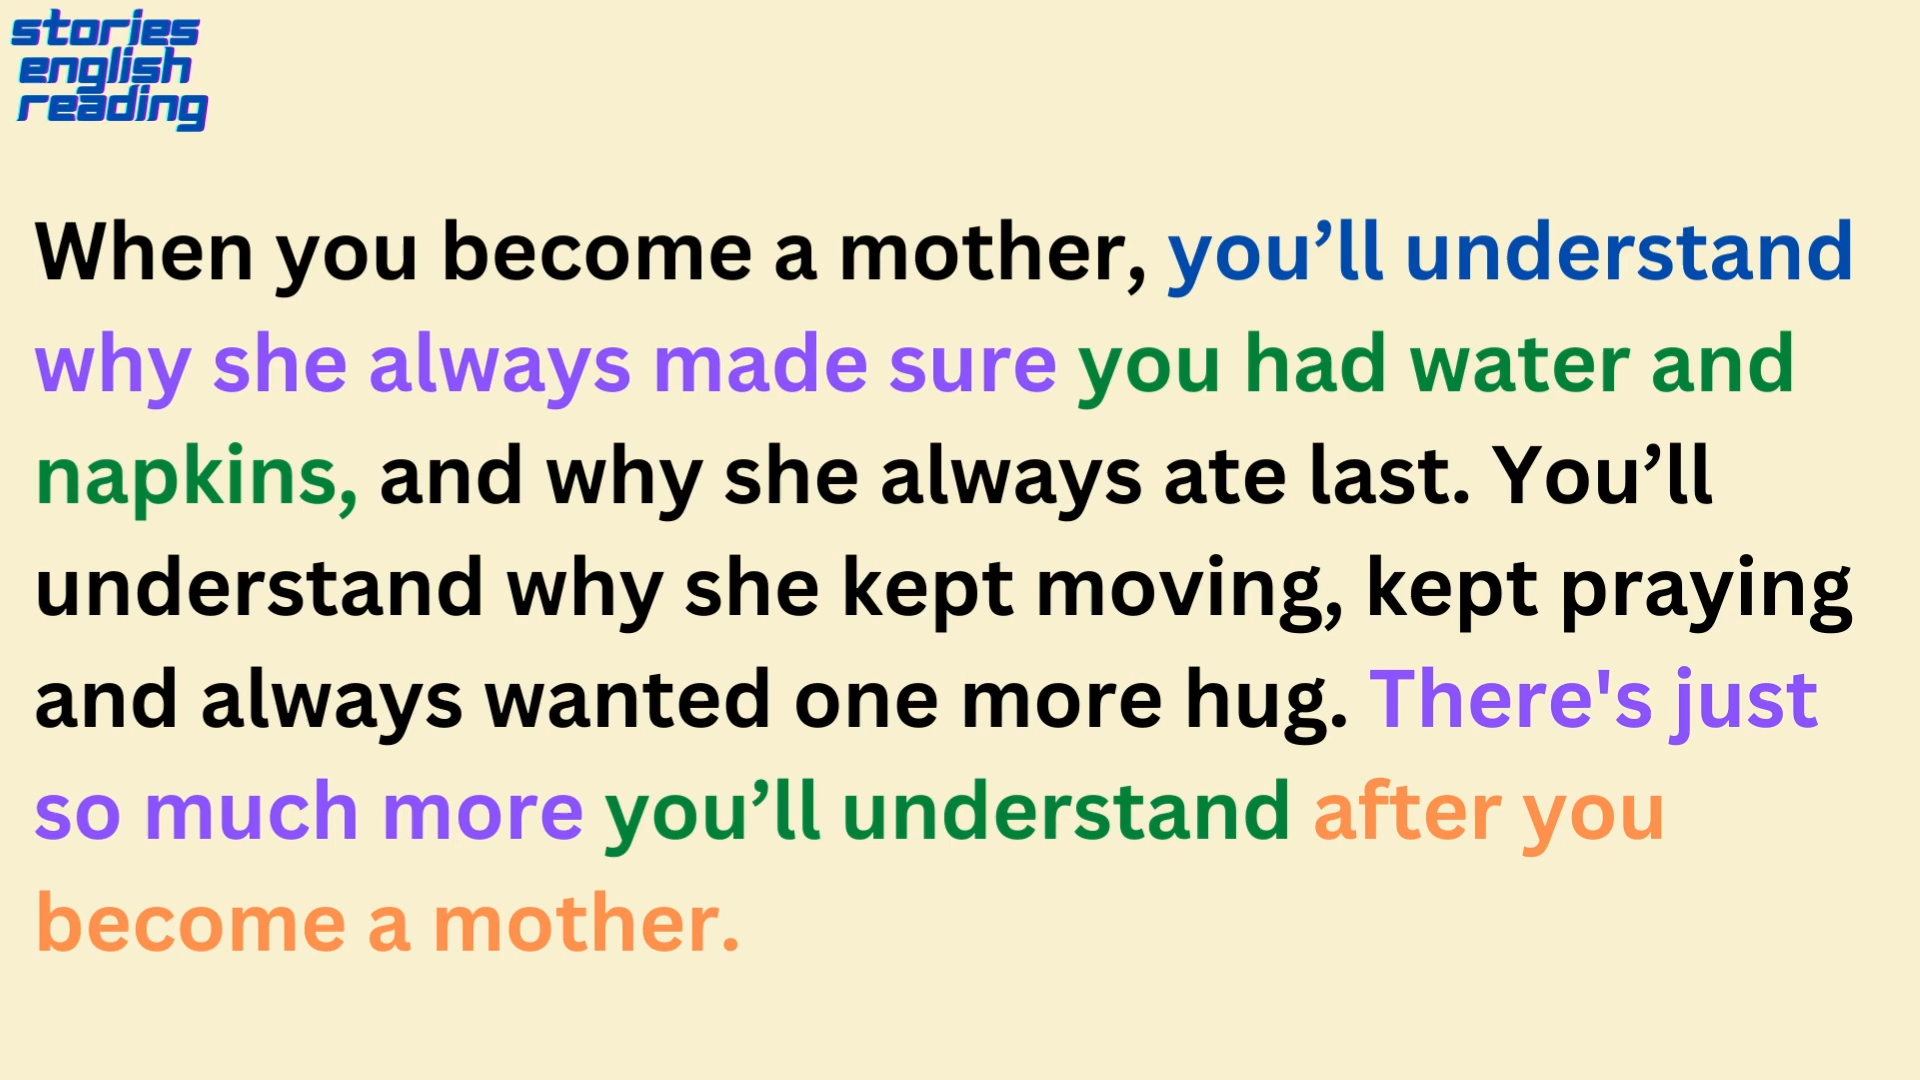 stories
english
reading
When you become a mother, you’ll understand
why she always made sure you had water and
napkins, and why she always ate last. You’ll
understand why she kept moving, kept praying
and always wanted one more hug. There's just
so much more you’ll understand after you
become a mother.